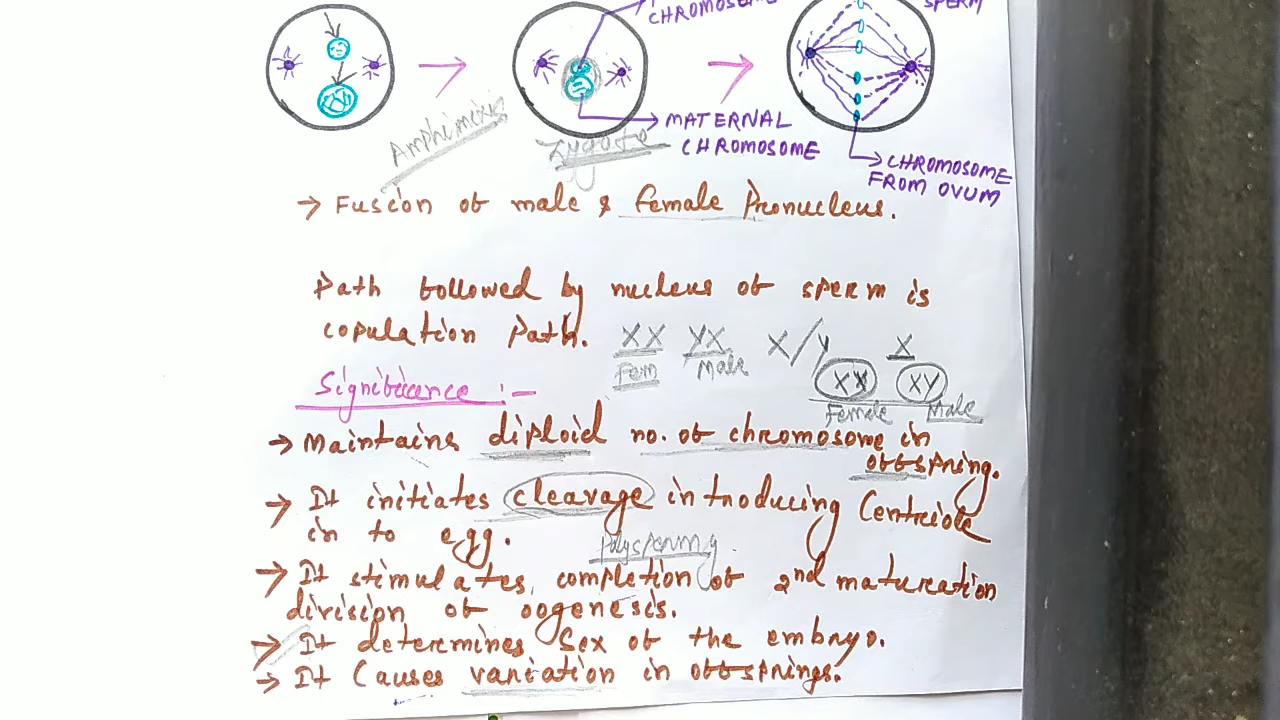 CHROMOSOME
SPERM
Amphimixis
Zygote
MATERNAL
CHROMOSOME
CHROMOSOME
FROM OVUM
→ Fusion of male & female Pronucleus.
Path followed by nucleus of sperm is
copulation Path.
XX YX X/Y X
Fem Male XX XY
Female Male
Significance :-
→ Maintains diploid no. of chromosome in
offspring.
→ It initiates cleavage introducing Centriole
in to egg.
Polyspermy
→ It stimulates completion of 2nd maturation
division of oogenesis.
→ It determines Sex of the embryo.
→ It Causes variation in offsprings.